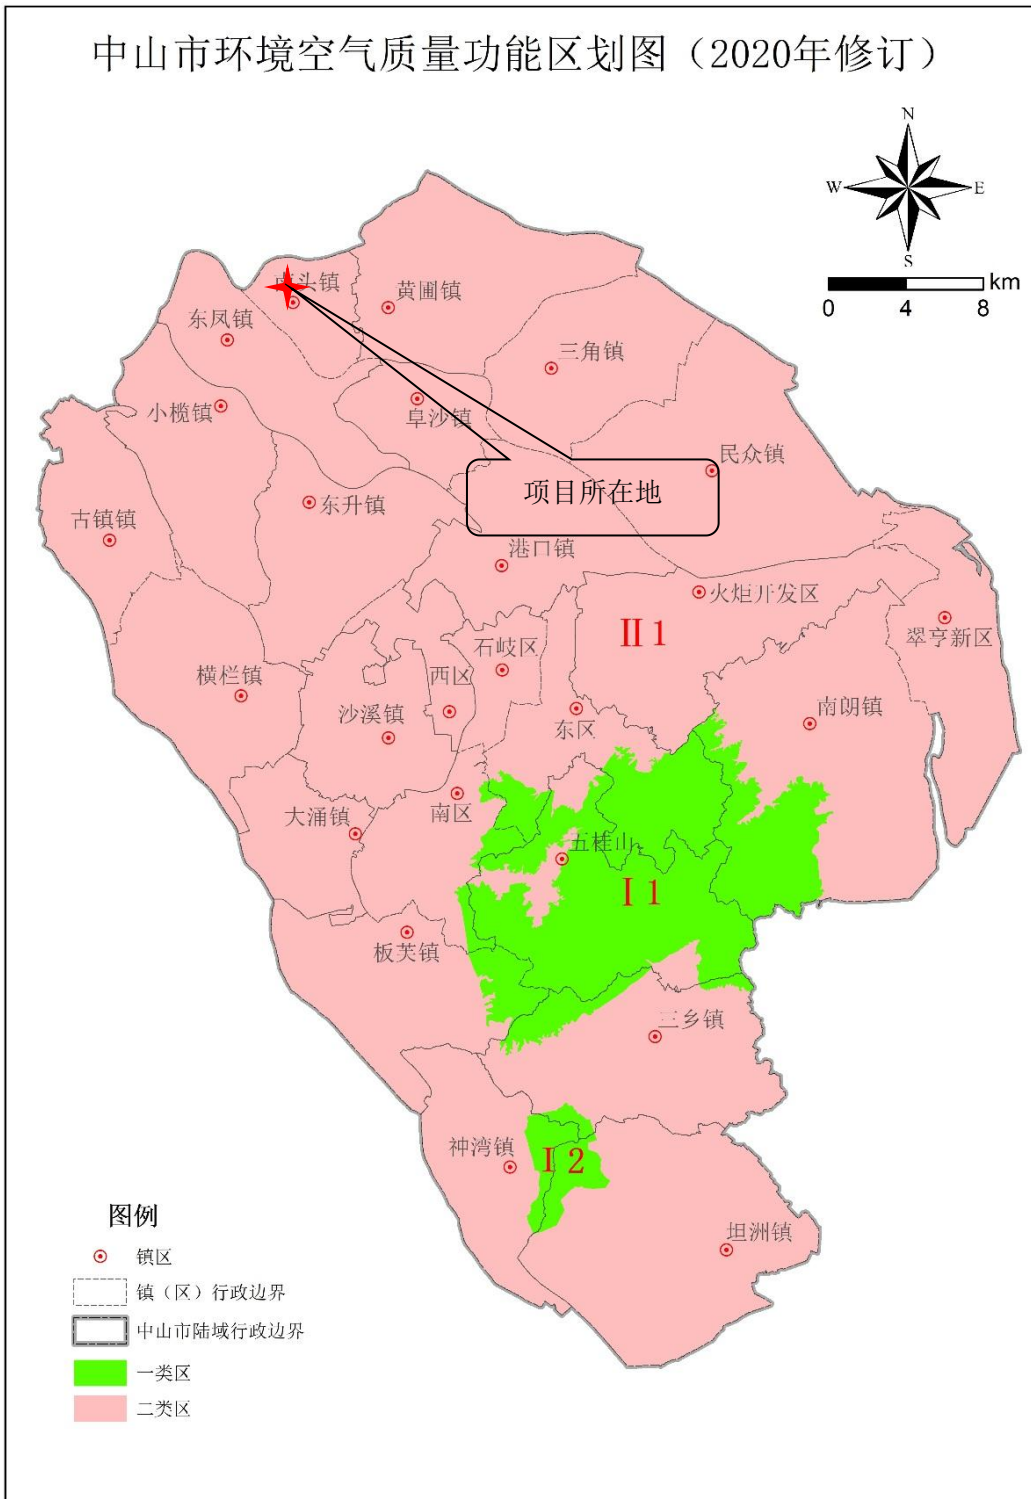 中山市环境空气质量功能区划图（2020年修订）
N
W
E
S
km
0
4
8
头镇
黄圃镇
东凤镇
三角镇
小榄镇
阜沙镇
民众镇
项目所在地
东升镇
古镇镇
港口镇
火炬开发区
Ⅱ1
翠亨新区
石岐区
西区
横栏镇
沙溪镇
东区
南朗镇
南区
大涌镇
五桂山
Ⅰ1
板芙镇
三乡镇
神湾镇
Ⅰ2
坦洲镇
图例
镇区
镇（区）行政边界
中山市陆域行政边界
一类区
二类区